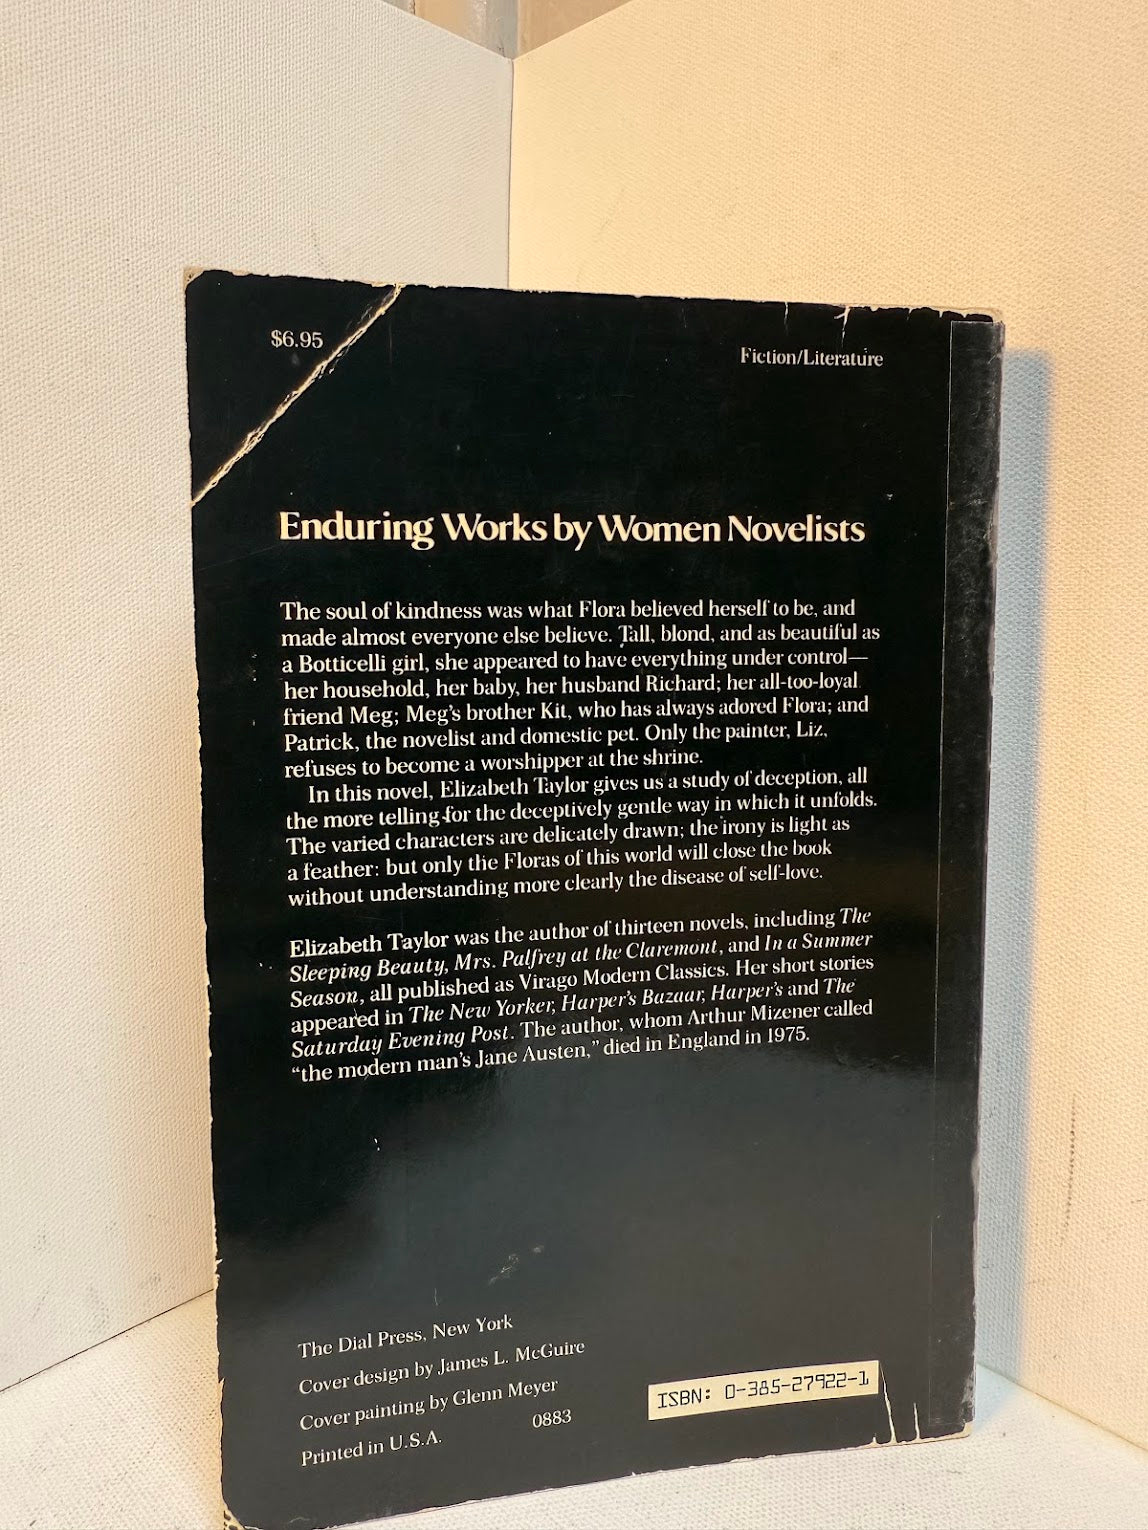 $6.95
Fiction/Literature
Enduring Works by Women Novelists
The soul of kindness was what Flora believed herself to be, and
made almost everyone else believe. Tall, blond, and as beautiful as
a Botticelli girl, she appeared to have everything under control—
her household, her baby, her husband Richard; her all-too-loyal
friend Meg; Meg's brother Kit, who has always adored Flora; and
Patrick, the novelist and domestic pet. Only the painter, Liz,
refuses to become a worshipper at the shrine.
In this novel, Elizabeth Taylor gives us a study of deception, all
the more telling for the deceptively gentle way in which it unfolds.
The varied characters are delicately drawn; the irony is light as
a feather: but only the Floras of this world will close the book
without understanding more clearly the disease of self-love.
Elizabeth Taylor was the author of thirteen novels, including The
Sleeping Beauty, Mrs. Palfrey at the Claremont, and In a Summer
Season, all published as Virago Modern Classics. Her short stories
appeared in The New Yorker, Harper's Bazaar, Harper's and The
Saturday Evening Post. The author, whom Arthur Mizener called
“the modern man's Jane Austen,” died in England in 1975.
The Dial Press, New York
Cover design by James L. McGuire
Cover painting by Glenn Meyer
0883
Printed in U.S.A.
ISBN: 0-385-27922-1